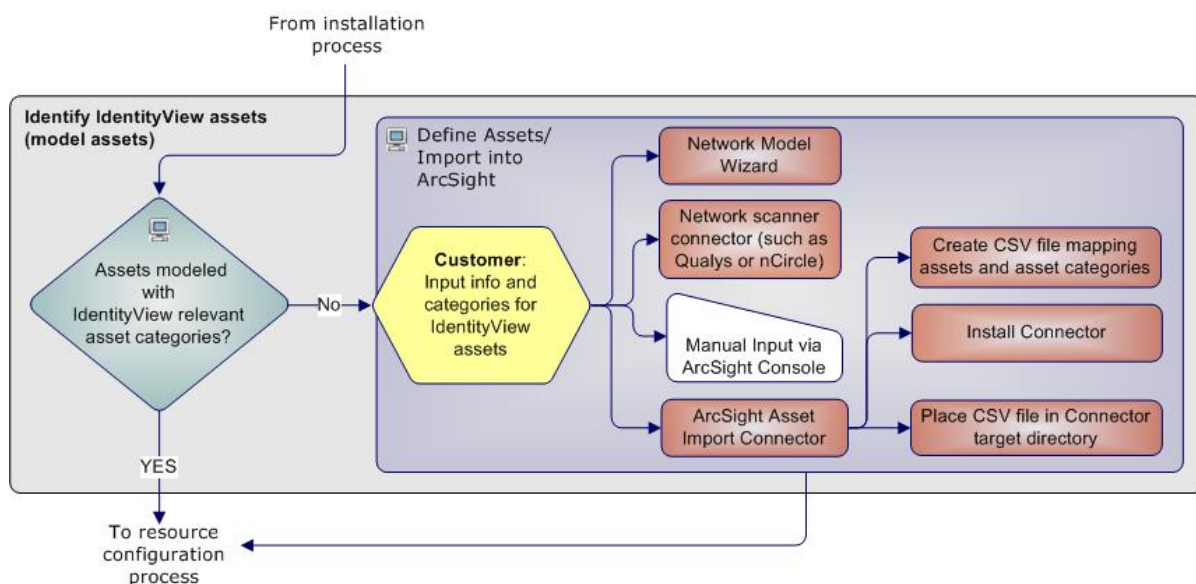 From installation
process
Identify IdentityView assets
(model assets)
Define Assets/
Import into
ArcSight
Assets modeled
with
IdentityView relevant
asset categories?
No
YES
Customer:
Input info and
categories for
IdentityView
assets
Network Model
Wizard
Network scanner
connector (such as
Qualys or nCircle)
Manual Input via
ArcSight Console
ArcSight Asset
Import Connector
Create CSV file mapping
assets and asset categories
Install Connector
Place CSV file in Connector
target directory
To resource
configuration
process